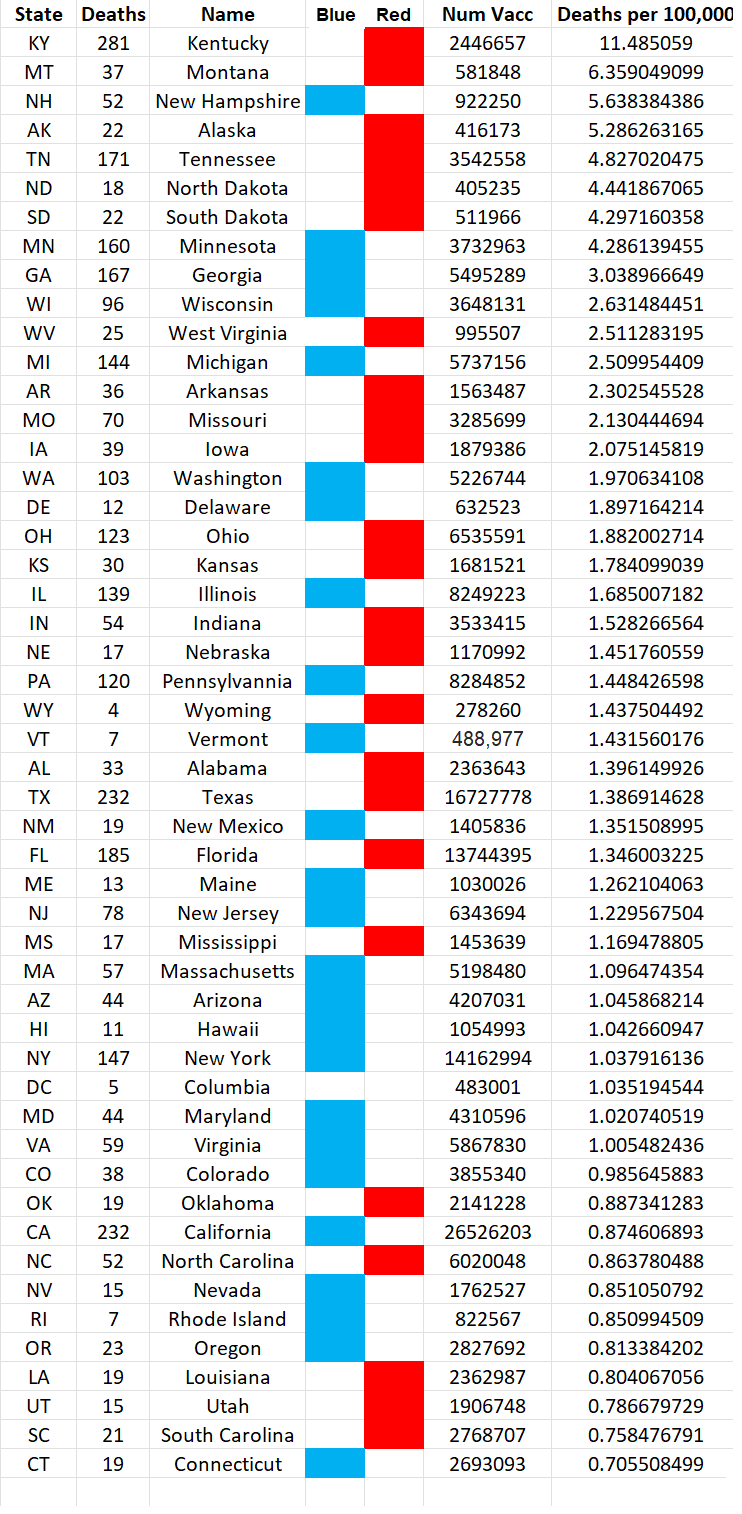 State Deaths Name Blue Red Num Vacc Deaths per 100,000
KY 281 Kentucky 2446657 11.485059
MT 37 Montana 581848 6.359049099
NH 52 New Hampshire 922250 5.638384386
AK 22 Alaska 416173 5.286263165
TN 171 Tennessee 3542558 4.827020475
ND 18 North Dakota 405235 4.441867065
SD 22 South Dakota 511966 4.297160358
MN 160 Minnesota 3732963 4.286139455
GA 167 Georgia 5495289 3.038966649
WI 96 Wisconsin 3648131 2.631484451
WV 25 West Virginia 995507 2.511283195
MI 144 Michigan 5737156 2.509954409
AR 36 Arkansas 1563487 2.302545528
MO 70 Missouri 3285699 2.130444694
IA 39 Iowa 1879386 2.075145819
WA 103 Washington 5226744 1.970634108
DE 12 Delaware 632523 1.897164214
OH 123 Ohio 6535591 1.882002714
KS 30 Kansas 1681521 1.784099039
IL 139 Illinois 8249223 1.685007182
IN 54 Indiana 3533415 1.528266564
NE 17 Nebraska 1170992 1.451760559
PA 120 Pennsylvannia 8284852 1.448426598
WY 4 Wyoming 278260 1.437504492
VT 7 Vermont 488,977 1.431560176
AL 33 Alabama 2363643 1.396149926
TX 232 Texas 16727778 1.386914628
NM 19 New Mexico 1405836 1.351508995
FL 185 Florida 13744395 1.346003225
ME 13 Maine 1030026 1.262104063
NJ 78 New Jersey 6343694 1.229567504
MS 17 Mississippi 1453639 1.169478805
MA 57 Massachusetts 5198480 1.096474354
AZ 44 Arizona 4207031 1.045868214
HI 11 Hawaii 1054993 1.042660947
NY 147 New York 14162994 1.037916136
DC 5 Columbia 483001 1.035194544
MD 44 Maryland 4310596 1.020740519
VA 59 Virginia 5867830 1.005482436
CO 38 Colorado 3855340 0.985645883
OK 19 Oklahoma 2141228 0.887341283
CA 232 California 26526203 0.874606893
NC 52 North Carolina 6020048 0.863780488
NV 15 Nevada 1762527 0.851050792
RI 7 Rhode Island 822567 0.850994509
OR 23 Oregon 2827692 0.813384202
LA 19 Louisiana 2362987 0.804067056
UT 15 Utah 1906748 0.786679729
SC 21 South Carolina 2768707 0.758476791
CT 19 Connecticut 2693093 0.705508499